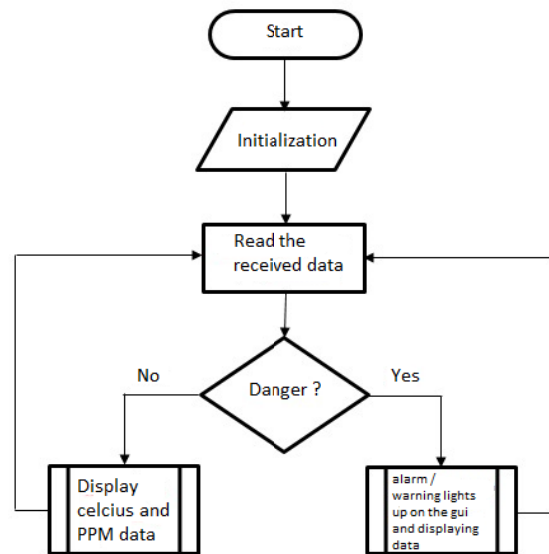 Start
Initialization
Read the
received data
Danger ?
No
Yes
Display
celcius and
PPM data
alarm /
warning lights
up on the gui
and displaying
data